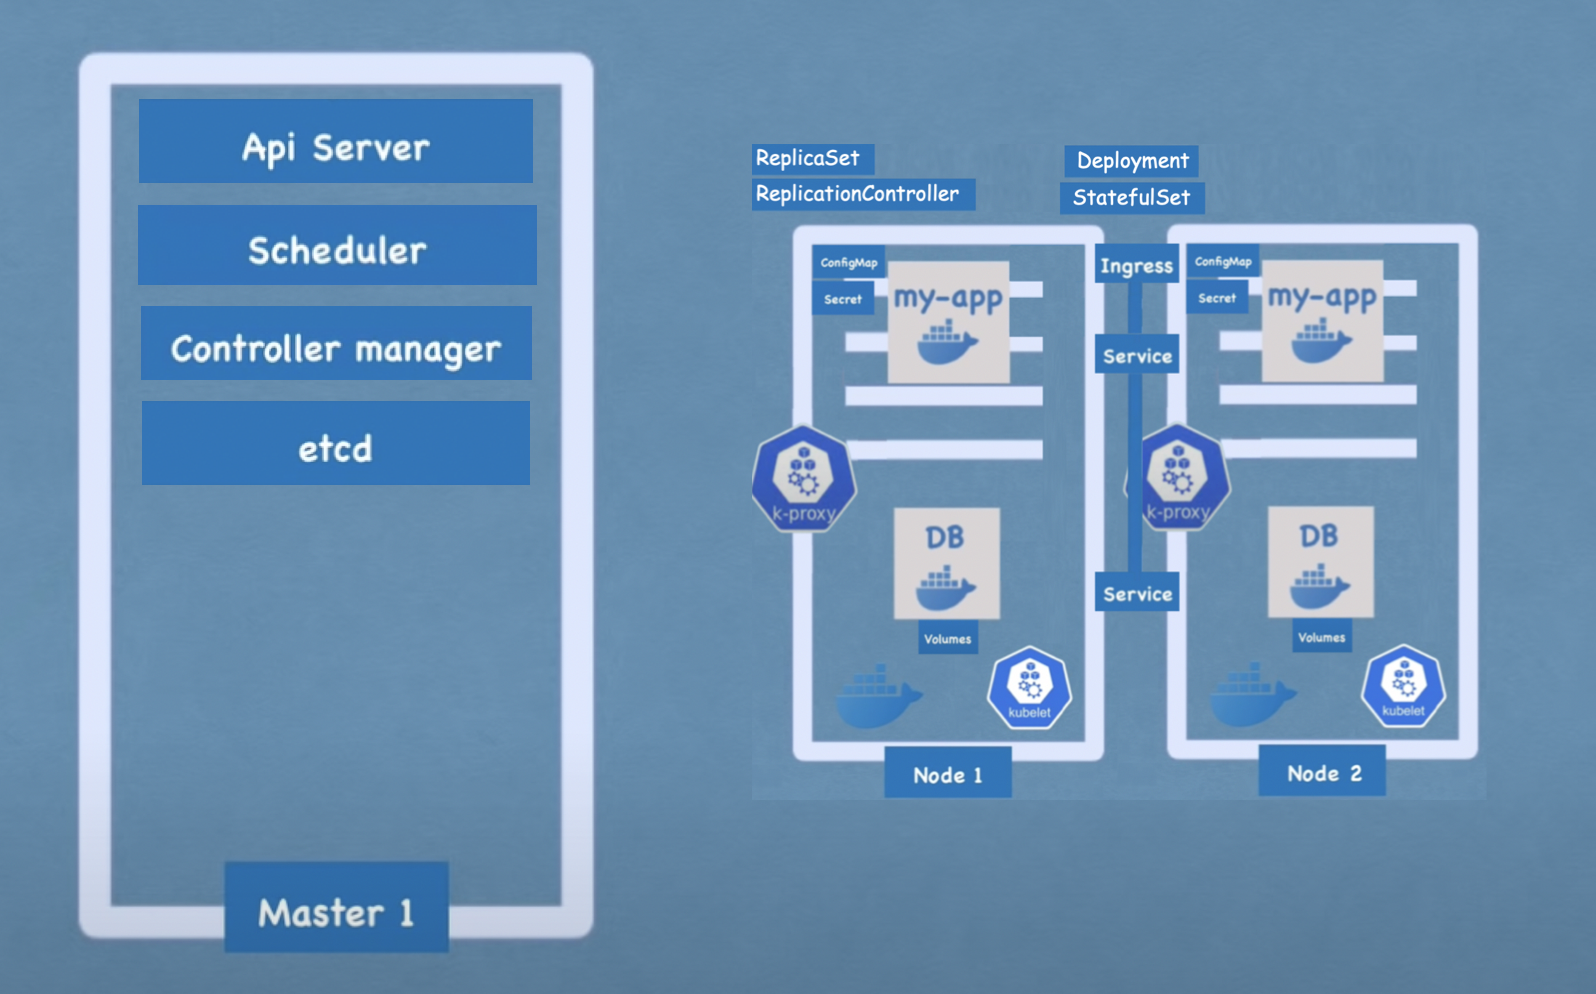 Api Server
Scheduler
Controller manager
etcd
Master 1
ReplicaSet
ReplicationController
Deployment
StatefulSet
ConfigMap
Secret
my-app
k-proxy
DB
Volumes
kubelet
Node 1
Ingress
Service
Service
ConfigMap
Secret
my-app
k-proxy
DB
Volumes
kubelet
Node 2